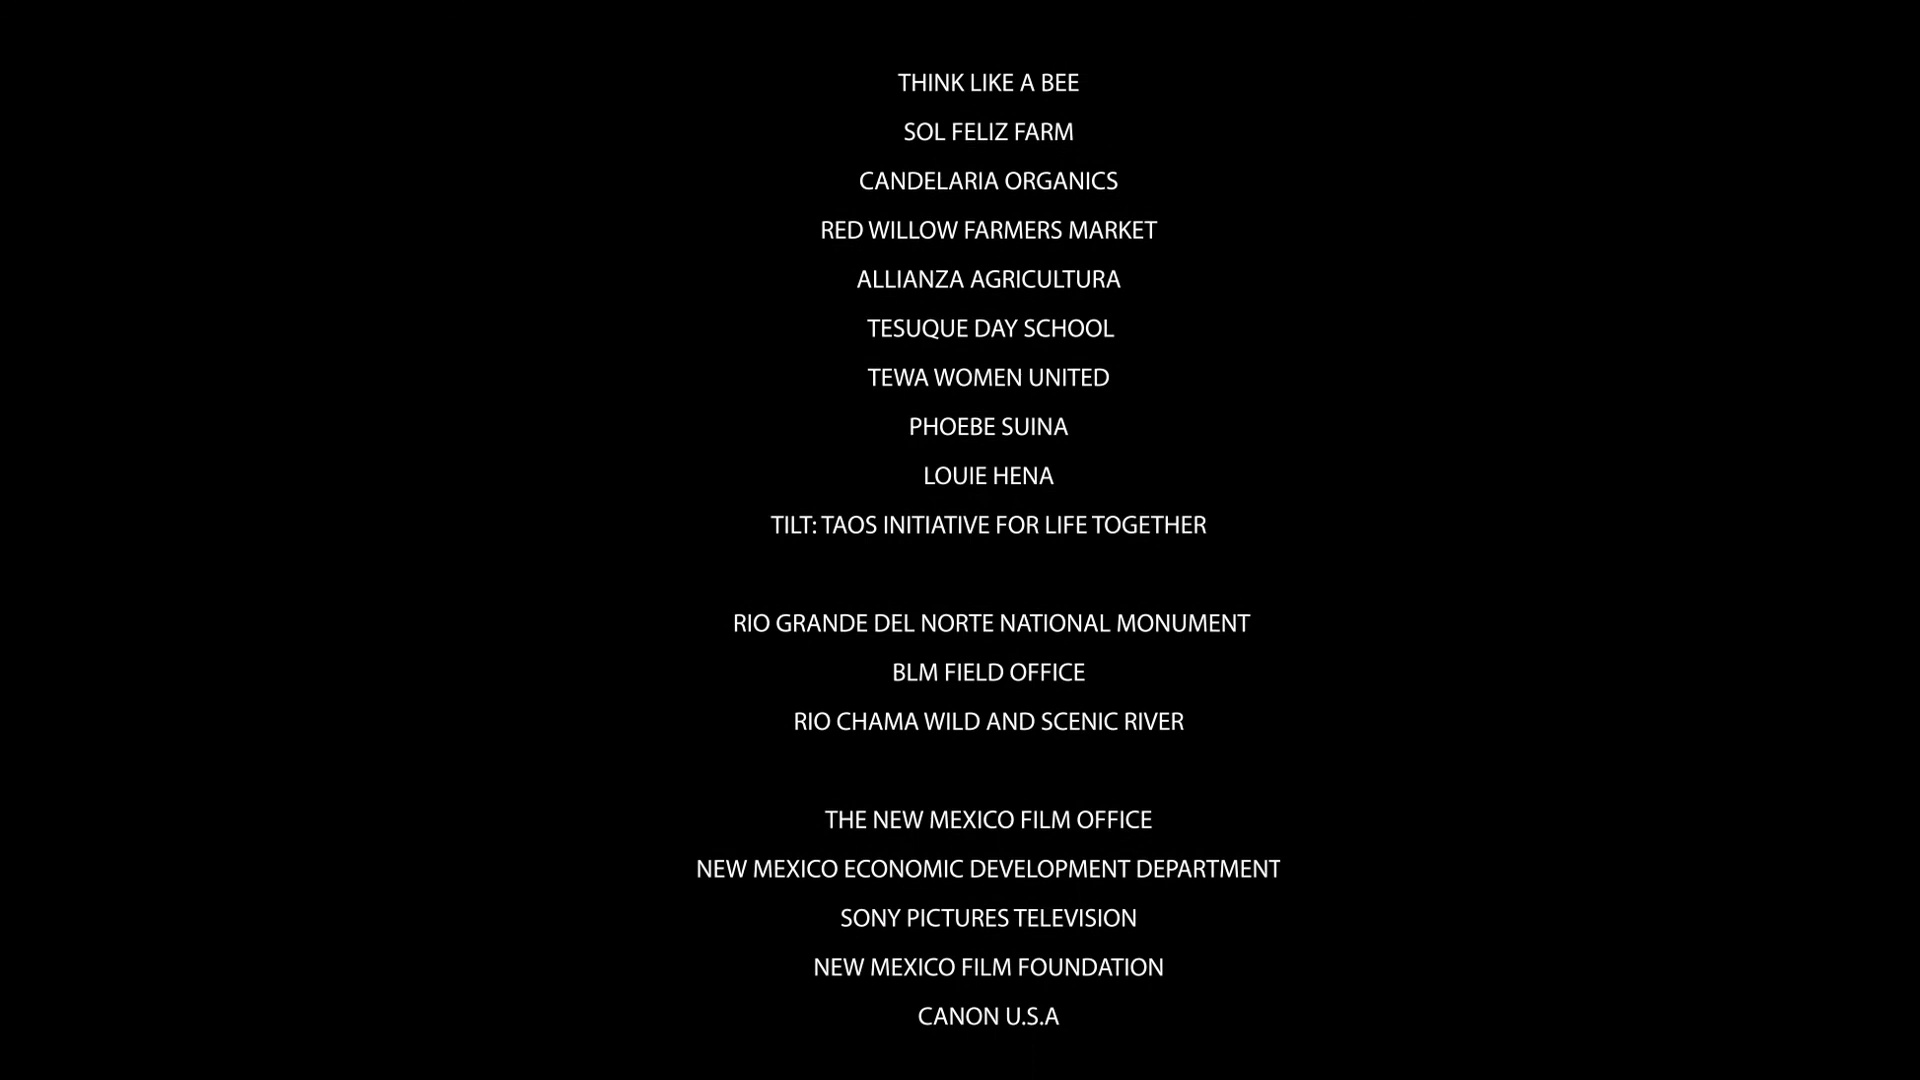 THINK LIKE A BEE
SOL FELIZ FARM
CANDELARIA ORGANICS
RED WILLOW FARMERS MARKET
ALLIANZA AGRICULTURA
TESUQUE DAY SCHOOL
TEWA WOMEN UNITED
PHOEBE SUINA
LOUIE HENA
TILT: TAOS INITIATIVE FOR LIFE TOGETHER
RIO GRANDE DEL NORTE NATIONAL MONUMENT
BLM FIELD OFFICE
RIO CHAMA WILD AND SCENIC RIVER
THE NEW MEXICO FILM OFFICE
NEW MEXICO ECONOMIC DEVELOPMENT DEPARTMENT
SONY PICTURES TELEVISION
NEW MEXICO FILM FOUNDATION
CANON U.S.A